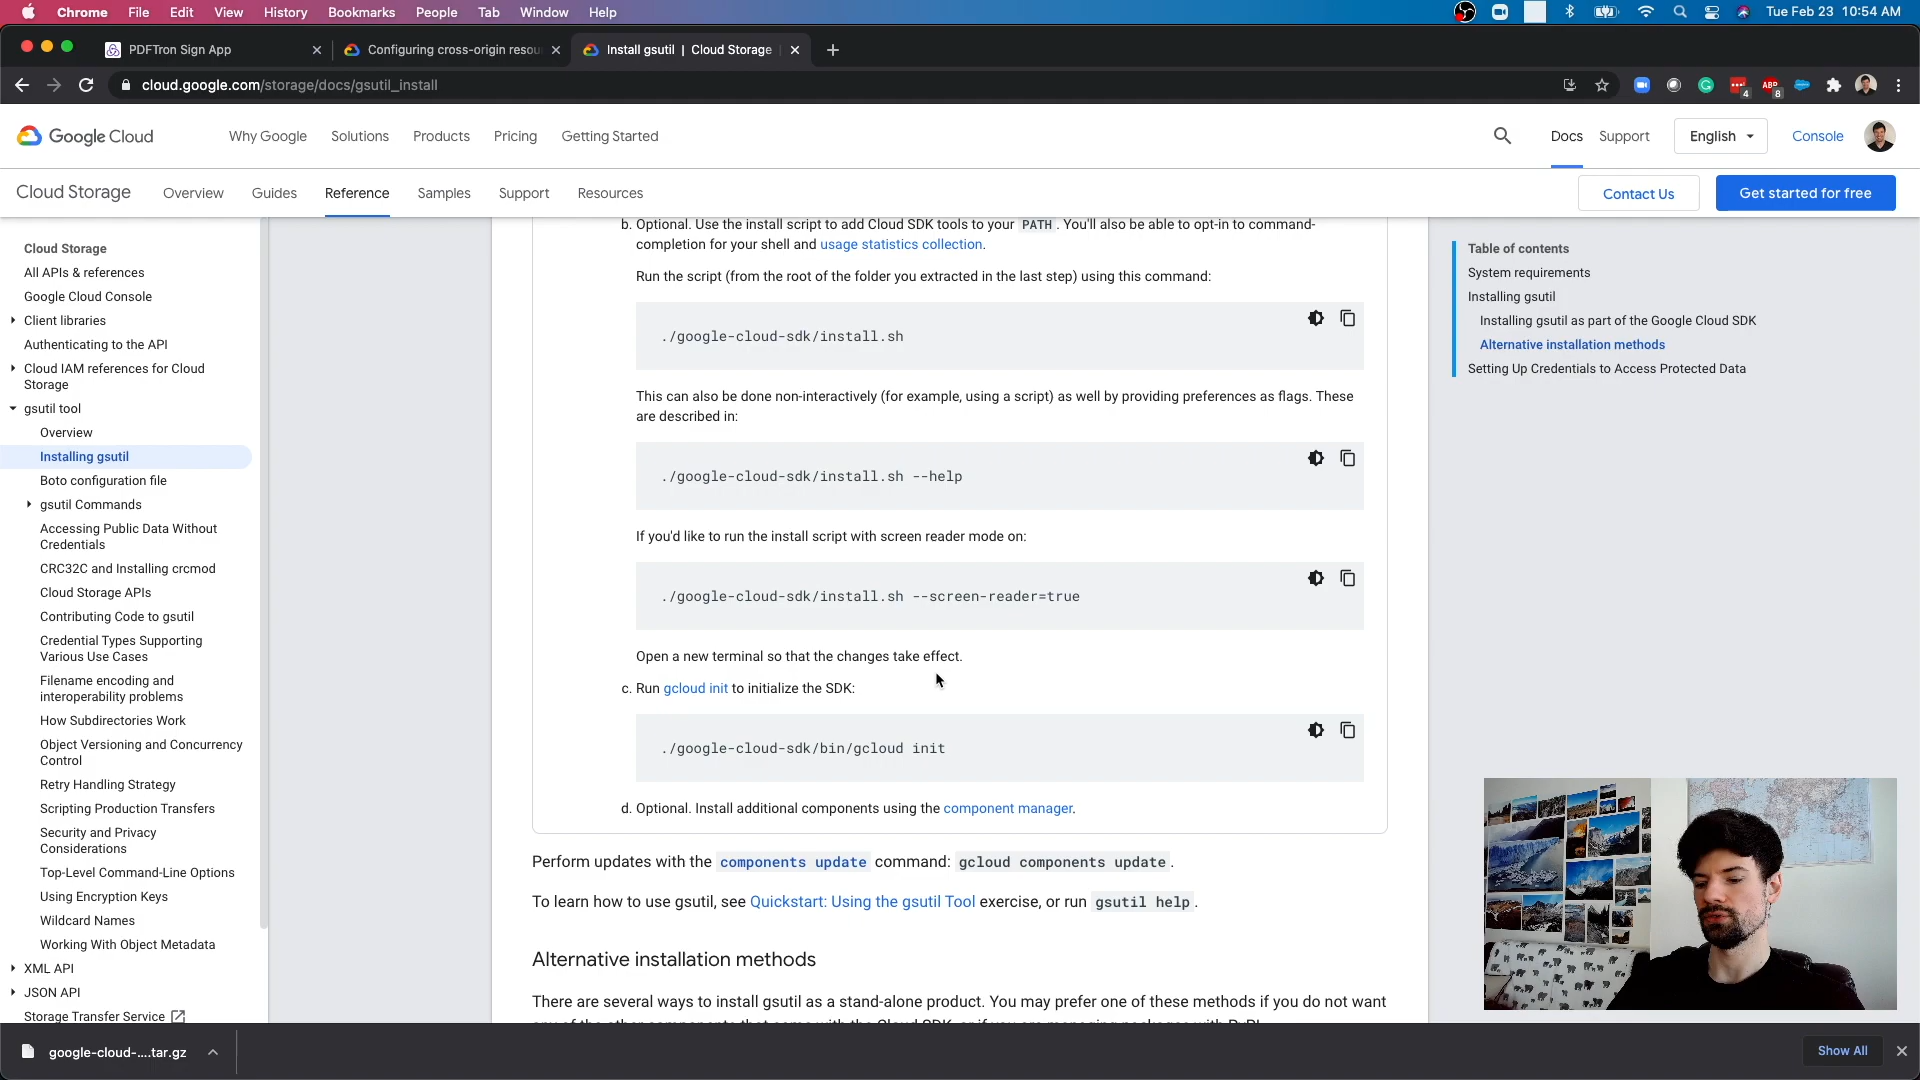 Chrome File Edit View History Bookmarks People Tab Window Help Tue Feb 23 10:54 AM
PDFTron Sign App
Configuring cross-origin resou
Install gsutil | Cloud Storage
cloud.google.com/storage/docs/gsutil_install
4
ABP
8
Google Cloud Why Google Solutions Products Pricing Getting Started Docs Support English Console
Cloud Storage Overview Guides Reference Samples Support Resources Contact Us Get started for free
Cloud Storage
All APIs & references
Google Cloud Console
Client libraries
Authenticating to the API
Cloud IAM references for Cloud
Storage
gsutil tool
Overview
Installing gsutil
Boto configuration file
gsutil Commands
Accessing Public Data Without
Credentials
CRC32C and Installing crcmod
Cloud Storage APIs
Contributing Code to gsutil
Credential Types Supporting
Various Use Cases
Filename encoding and
interoperability problems
How Subdirectories Work
Object Versioning and Concurrency
Control
Retry Handling Strategy
Scripting Production Transfers
Security and Privacy
Considerations
Top-Level Command-Line Options
Using Encryption Keys
Wildcard Names
Working With Object Metadata
XML API
JSON API
Storage Transfer Service
b. Optional. Use the install script to add Cloud SDK tools to your PATH. You'll also be able to opt-in to command-
completion for your shell and usage statistics collection.
Run the script (from the root of the folder you extracted in the last step) using this command:
./google-cloud-sdk/install.sh
This can also be done non-interactively (for example, using a script) as well by providing preferences as flags. These
are described in:
./google-cloud-sdk/install.sh --help
If you'd like to run the install script with screen reader mode on:
./google-cloud-sdk/install.sh --screen-reader=true
Open a new terminal so that the changes take effect.
c. Run gcloud init to initialize the SDK:
./google-cloud-sdk/bin/gcloud init
d. Optional. Install additional components using the component manager.
Perform updates with the components update command: gcloud components update.
To learn how to use gsutil, see Quickstart: Using the gsutil Tool exercise, or run gsutil help.
Alternative installation methods
There are several ways to install gsutil as a stand-alone product. You may prefer one of these methods if you do not want
Table of contents
System requirements
Installing gsutil
Installing gsutil as part of the Google Cloud SDK
Alternative installation methods
Setting Up Credentials to Access Protected Data
google-cloud-....tar.gz
Show All